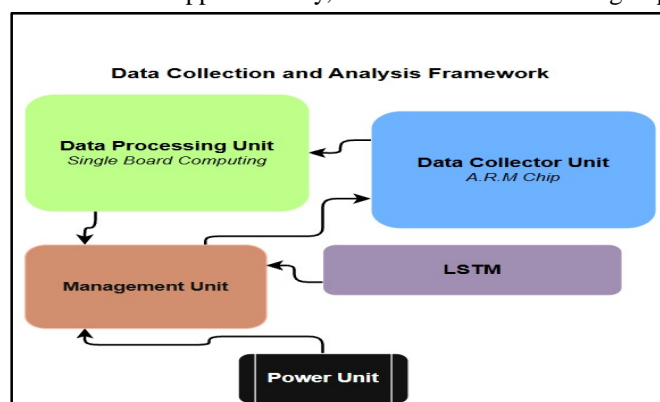 Data Collection and Analysis Framework
Data Processing Unit
Single Board Computing
Data Collector Unit
A.R.M Chip
Management Unit
LSTM
Power Unit